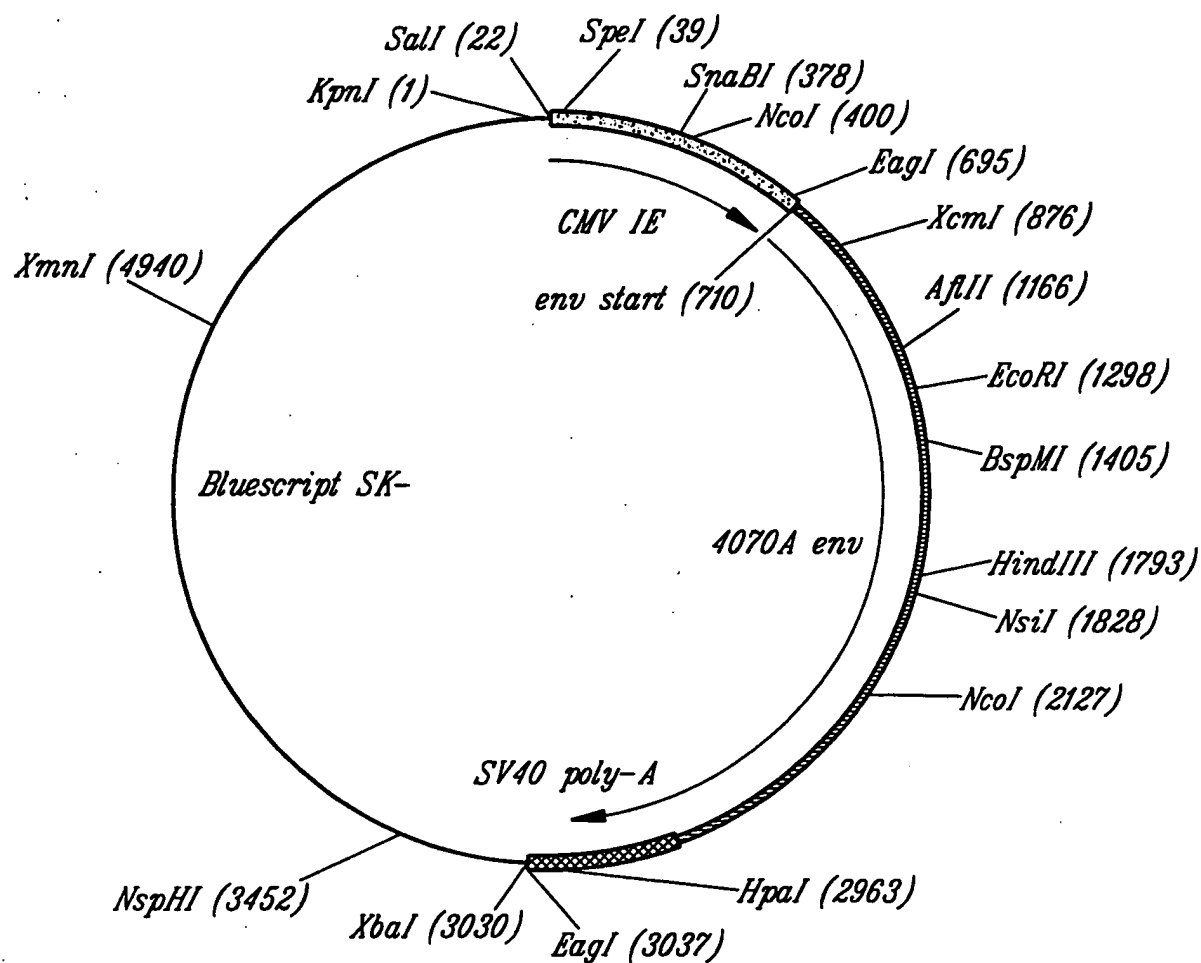 SpeI (39)
SalI (22)
SnaBI (378)
KpnI (1)
NcoI (400)
EagI (695)
XcmI (876)
CMV IE
XmnI (4940)
env start (710)
AflII (1166)
EcoRI (1298)
BspMI (1405)
Bluescript SK-
4070A env
HindIII (1793)
NsiI (1828)
NcoI (2127)
SV40 poly-A
NspHI (3452)
HpaI (2963)
XbaI (3030)
EagI (3037)